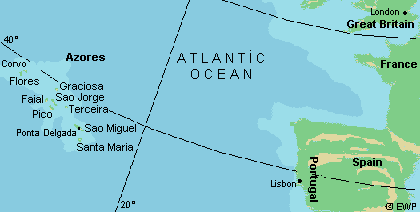 London
Great Britain
40°
Azores
ATLANTİC
OCEAN
France
Corvo
Flores
Graciosa
Faial
Sao Jorge
Terceira
Pico
Ponta Delgada
Sao Miguel
Santa Maria
Spain
Portugal
Lisbon
20°
© EWP